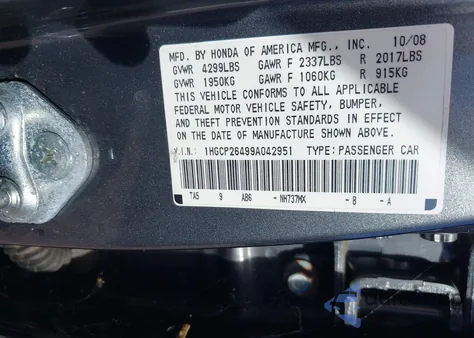 MFD. BY HONDA OF AMERICA MFG., INC. 10/08
GVWR 4299LBS GAWR F 2337LBS R 2017LBS
GVWR 1950KG GAWR F 1060KG R 915KG
THIS VEHICLE CONFORMS TO ALL APPLICABLE
FEDERAL MOTOR VEHICLE SAFETY, BUMPER,
AND THEFT PREVENTION STANDARDS IN EFFECT
ON THE DATE OF MANUFACTURE SHOWN ABOVE.
V.I.N.: 1HGCP26499A042951 TYPE: PASSENGER CAR
TA5 9 AB6 -NH737MX -B -A